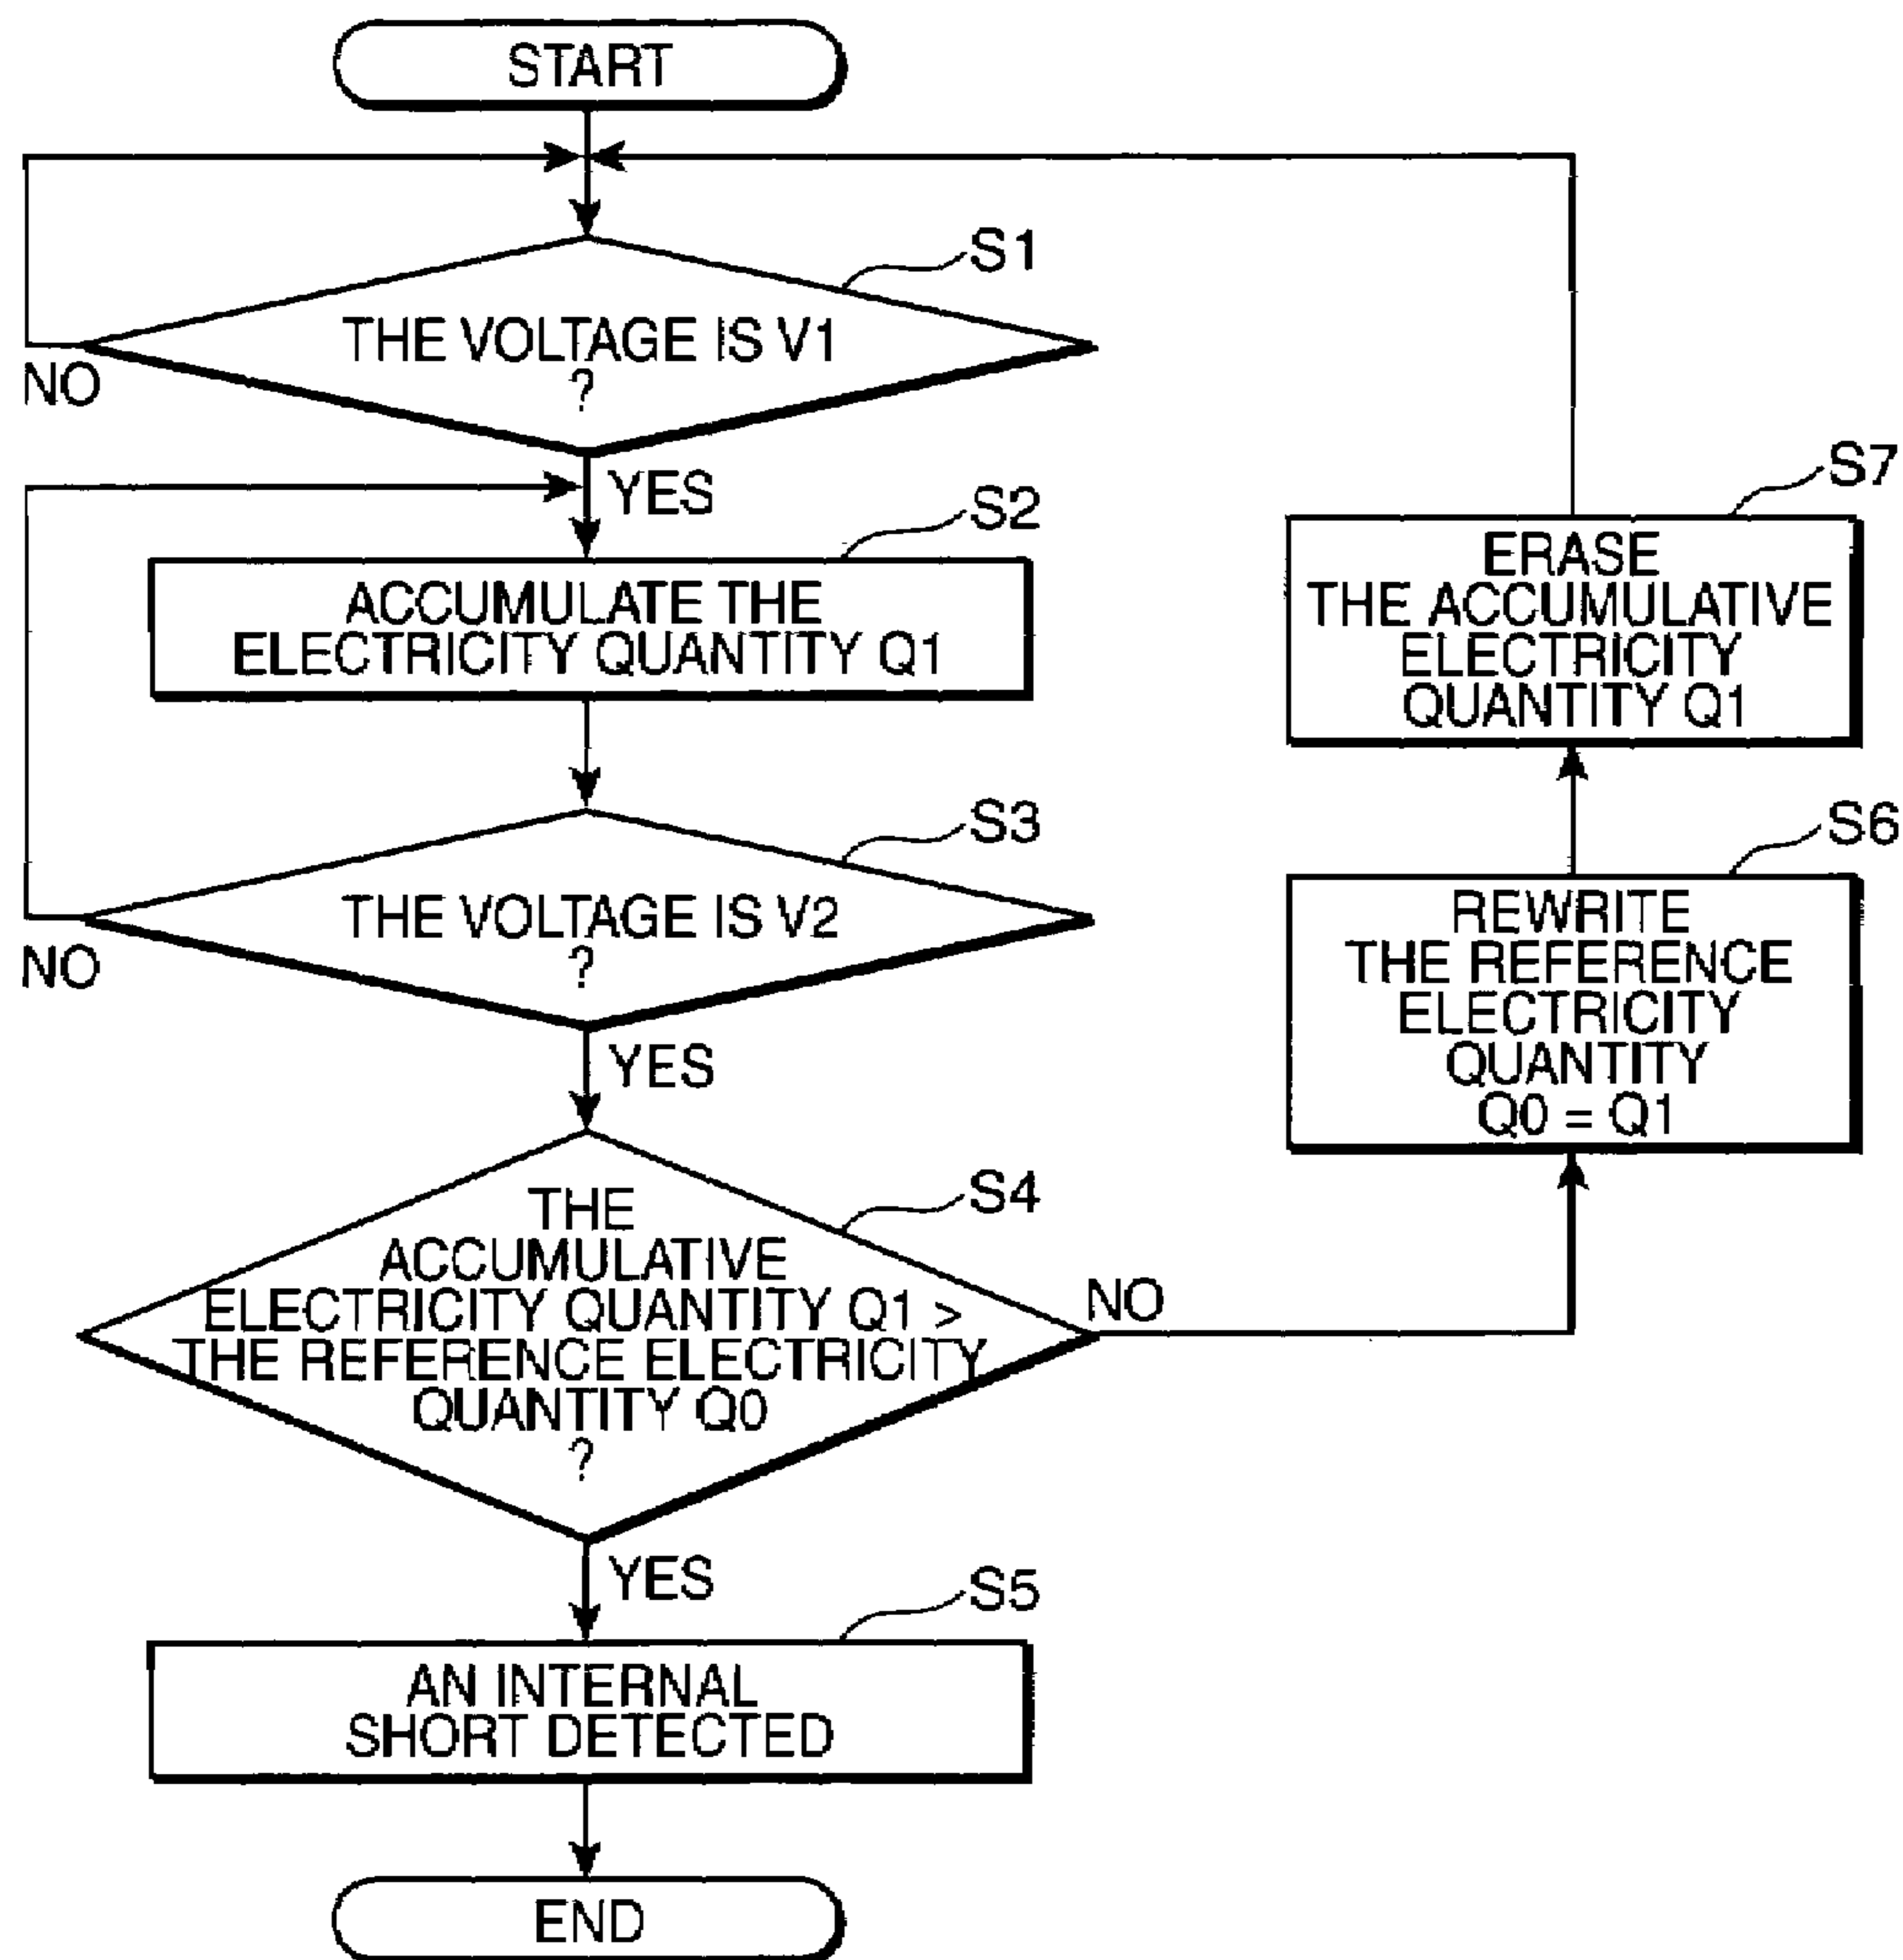 START
S1
THE VOLTAGE IS V1
?
NO
YES
S2
ACCUMULATE THE
ELECTRICITY QUANTITY Q1
S3
THE VOLTAGE IS V2
?
NO
YES
S4
THE
ACCUMULATIVE
ELECTRICITY QUANTITY Q1 >
THE REFERENCE ELECTRICITY
QUANTITY Q0
?
NO
YES
S5
AN INTERNAL
SHORT DETECTED
END
S6
REWRITE
THE REFERENCE
ELECTRICITY
QUANTITY
Q0 = Q1
S7
ERASE
THE ACCUMULATIVE
ELECTRICITY
QUANTITY Q1